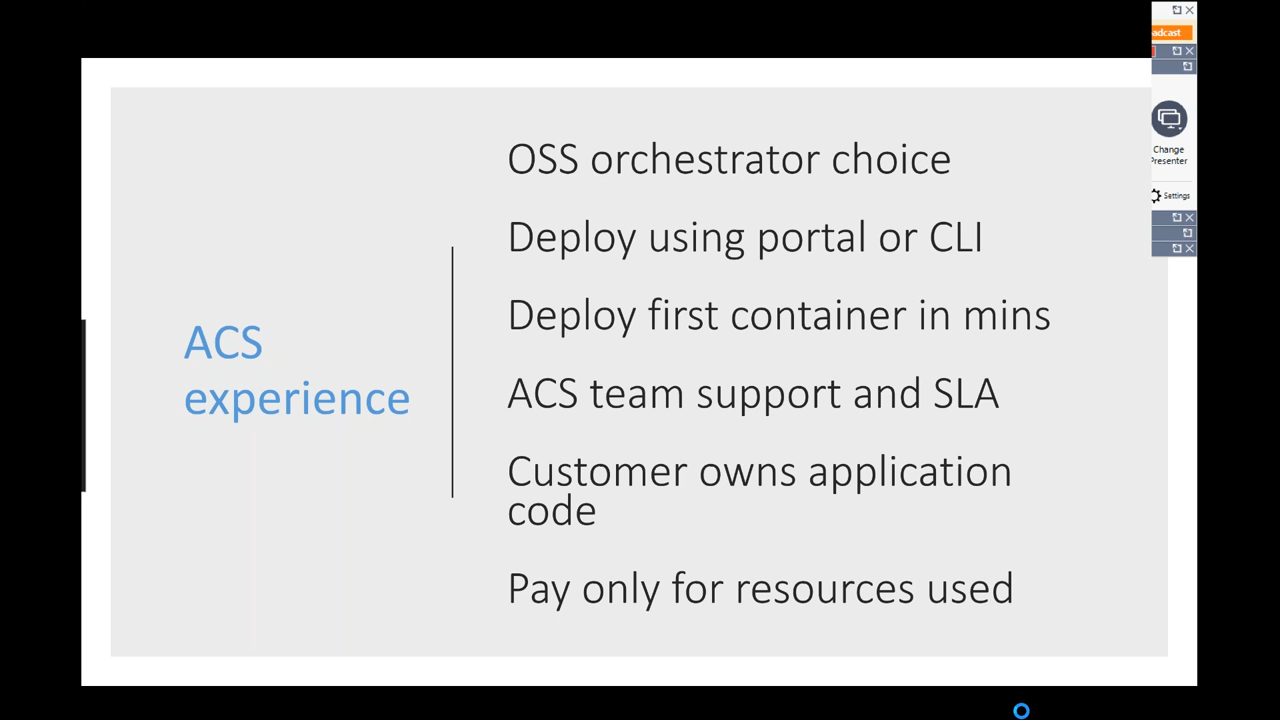 ACS
experience
OSS orchestrator choice
Deploy using portal or CLI
Deploy first container in mins
ACS team support and SLA
Customer owns application
code
Pay only for resources used
adcast
Change
Presenter
Settings